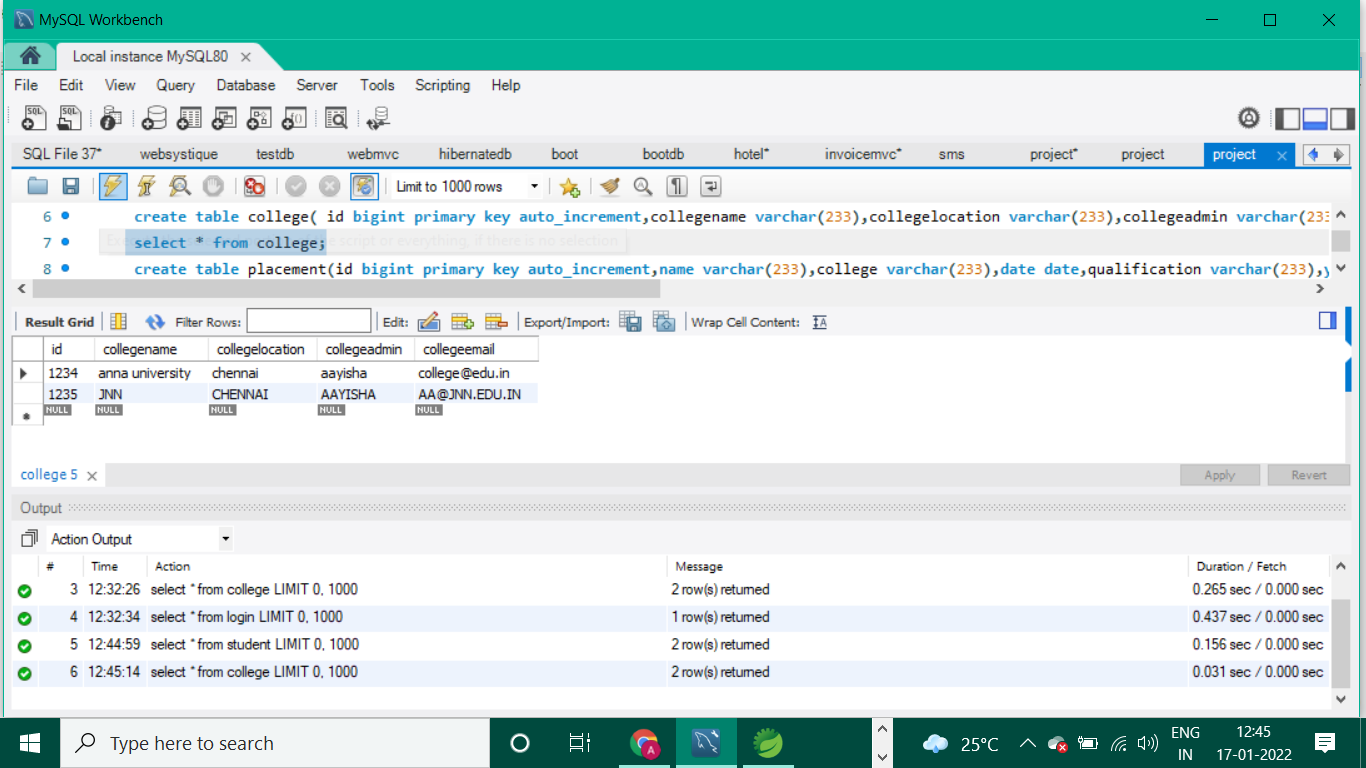 MySQL Workbench
Local instance MySQL80
File Edit View Query Database Server Tools Scripting Help
SQL File 37* websystique testdb webmvc hibernatedb boot bootdb hotel* invoicemvc* sms project* project project
Limit to 1000 rows
6 create table college( id bigint primary key auto_increment,collegename varchar(233),collegelocation varchar(233),collegeadmin varchar(233
7 select * from college;
the script or everything, if there is no selection
8 create table placement(id bigint primary key auto_increment,name varchar(233),college varchar(233),date date,qualification varchar(233),y
Result Grid Filter Rows: Edit: Export/Import: Wrap Cell Content:
id collegename collegelocation collegeadmin collegeemail
1234 anna university chennai aayisha college@edu.in
1235 JNN CHENNAI AAYISHA AA@JNN.EDU.IN
NULL NULL NULL NULL NULL
college 5
Apply Revert
Output
Action Output
# Time Action Message Duration / Fetch
3 12:32:26 select * from college LIMIT 0, 1000 2 row(s) returned 0.265 sec / 0.000 sec
4 12:32:34 select * from login LIMIT 0, 1000 1 row(s) returned 0.437 sec / 0.000 sec
5 12:44:59 select * from student LIMIT 0, 1000 2 row(s) returned 0.156 sec / 0.000 sec
6 12:45:14 select * from college LIMIT 0, 1000 2 row(s) returned 0.031 sec / 0.000 sec
Type here to search
25°C
ENG
IN
12:45
17-01-2022